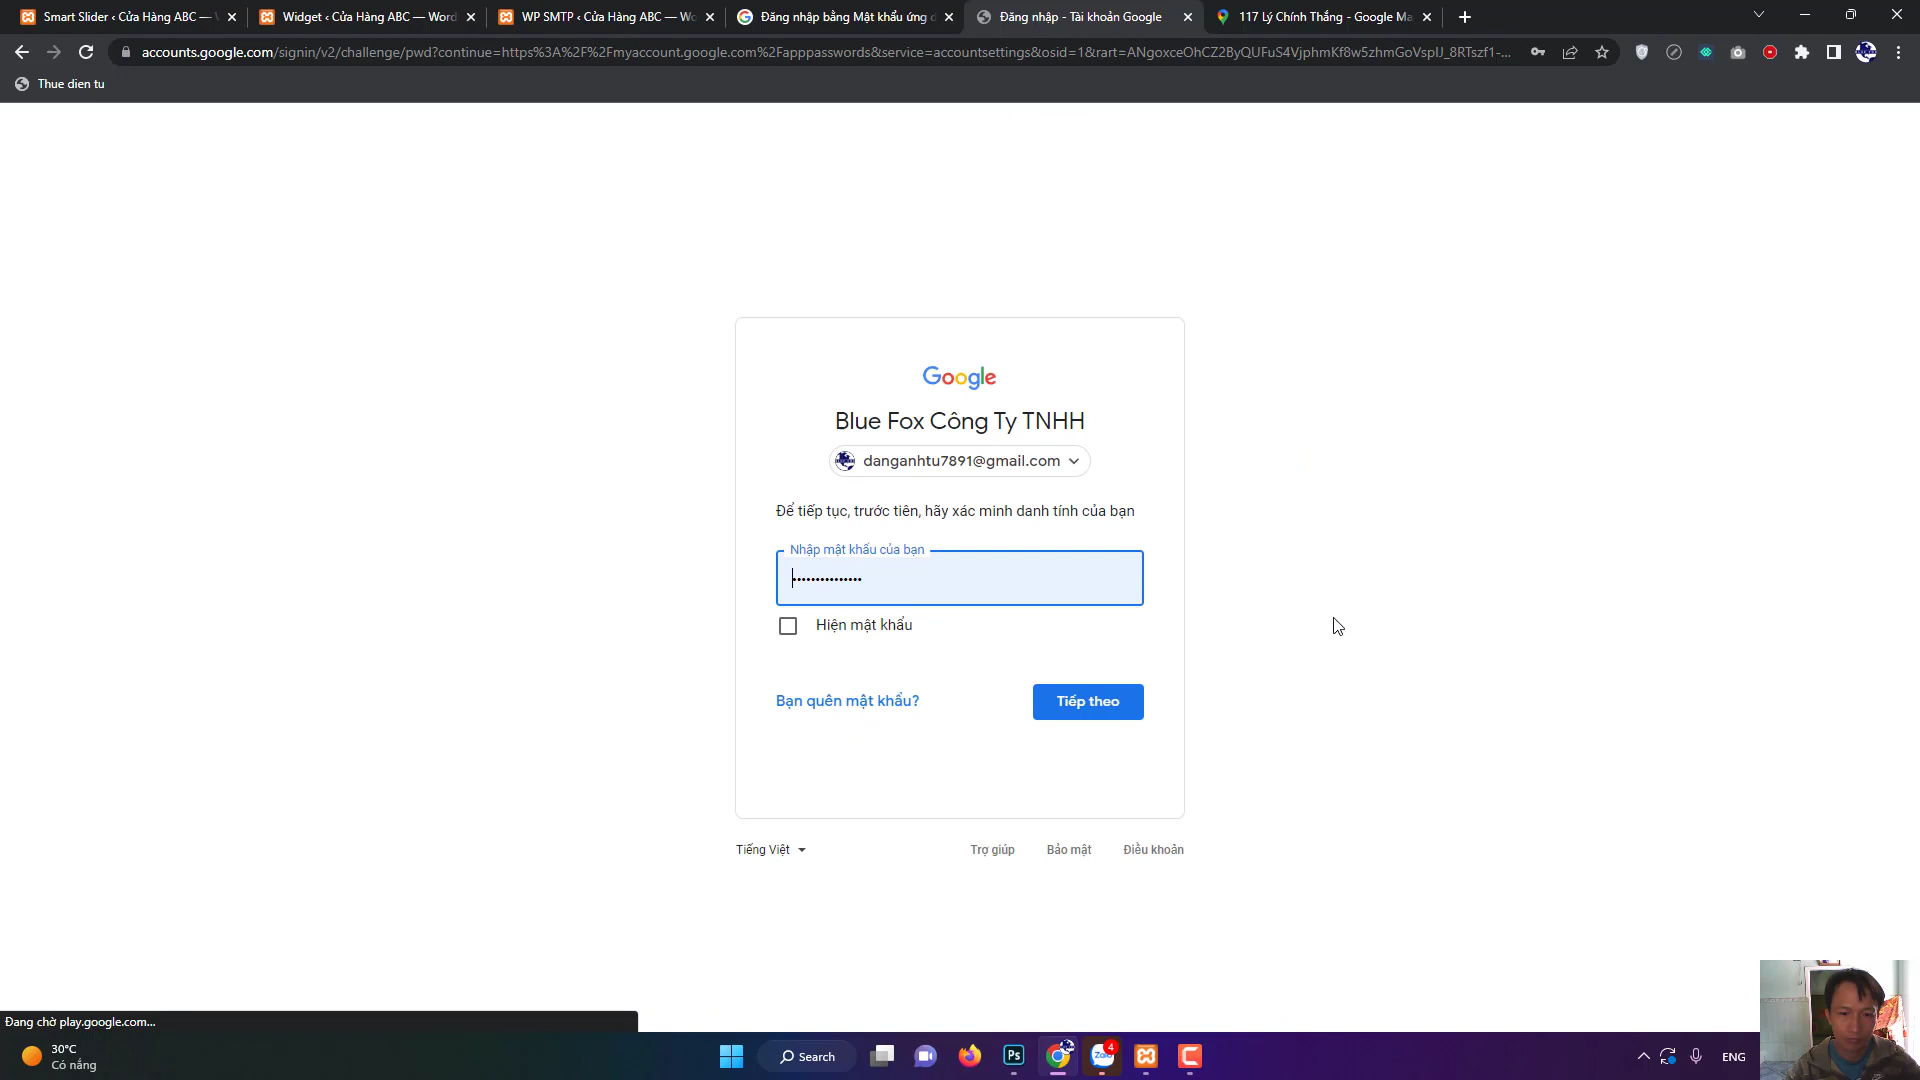 Smart Slider ‹ Cửa Hàng ABC —
Widget ‹ Cửa Hàng ABC — Word
WP SMTP ‹ Cửa Hàng ABC — Wo
Đăng nhập bằng Mật khẩu ứng d
Đăng nhập - Tài khoản Google
117 Lý Chính Thắng - Google Ma
accounts.google.com/signin/v2/challenge/pwd?continue=https%3A%2F%2Fmyaccount.google.com%2Fapppasswords&service=accountsettings&osid=1&rart=ANgoxceOhCZ2ByQUFuS4VjphmKf8w5zhmGoVspIJ_8RTszf1-...
Thue dien tu
Google
Blue Fox Công Ty TNHH
danganhtu7891@gmail.com
Để tiếp tục, trước tiên, hãy xác minh danh tính của bạn
Nhập mật khẩu của bạn
•••••••••••••••
Hiện mật khẩu
Bạn quên mật khẩu?
Tiếp theo
Tiếng Việt
Trợ giúp
Bảo mật
Điều khoản
Đang chờ play.google.com...
30°C
Có nắng
Search
Ps
Zalo
4
ENG